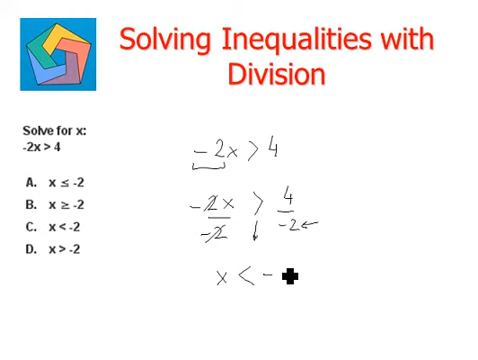 Solving Inequalities with
Division
Solve for x:
-2x > 4
A. x ≤ -2
B. x ≥ -2
C. x < -2
D. x > -2
-2x > 4
-2x > 4
-2 ↓ -2 ←
x < -